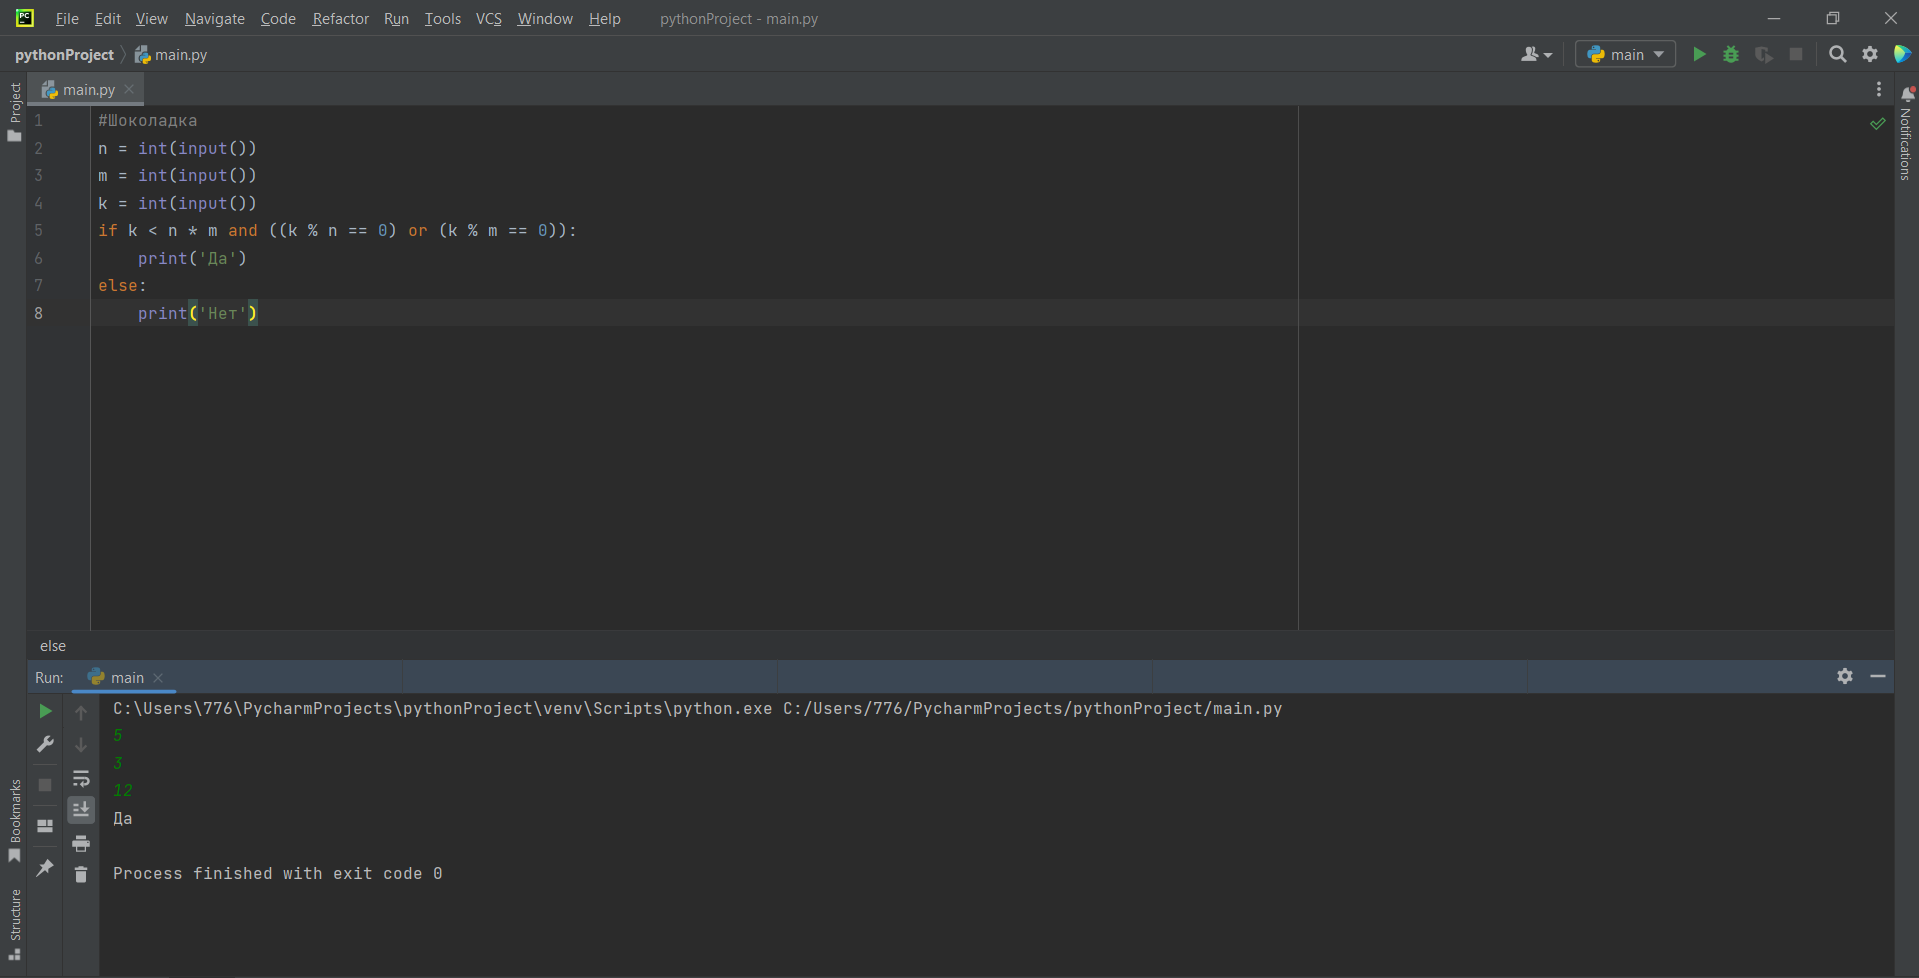 PC
File Edit View Navigate Code Refactor Run Tools VCS Window Help pythonProject - main.py
pythonProject main.py
main
Project
main.py
Notifications
1 #Шоколадка
2 n = int(input())
3 m = int(input())
4 k = int(input())
5 if k < n * m and ((k % n == 0) or (k % m == 0)):
6 print('Да')
7 else:
8 print('Нет')
else
Run: main
C:\Users\776\PycharmProjects\pythonProject\venv\Scripts\python.exe C:/Users/776/PycharmProjects/pythonProject/main.py
5
3
12
Да
Process finished with exit code 0
Bookmarks
Structure